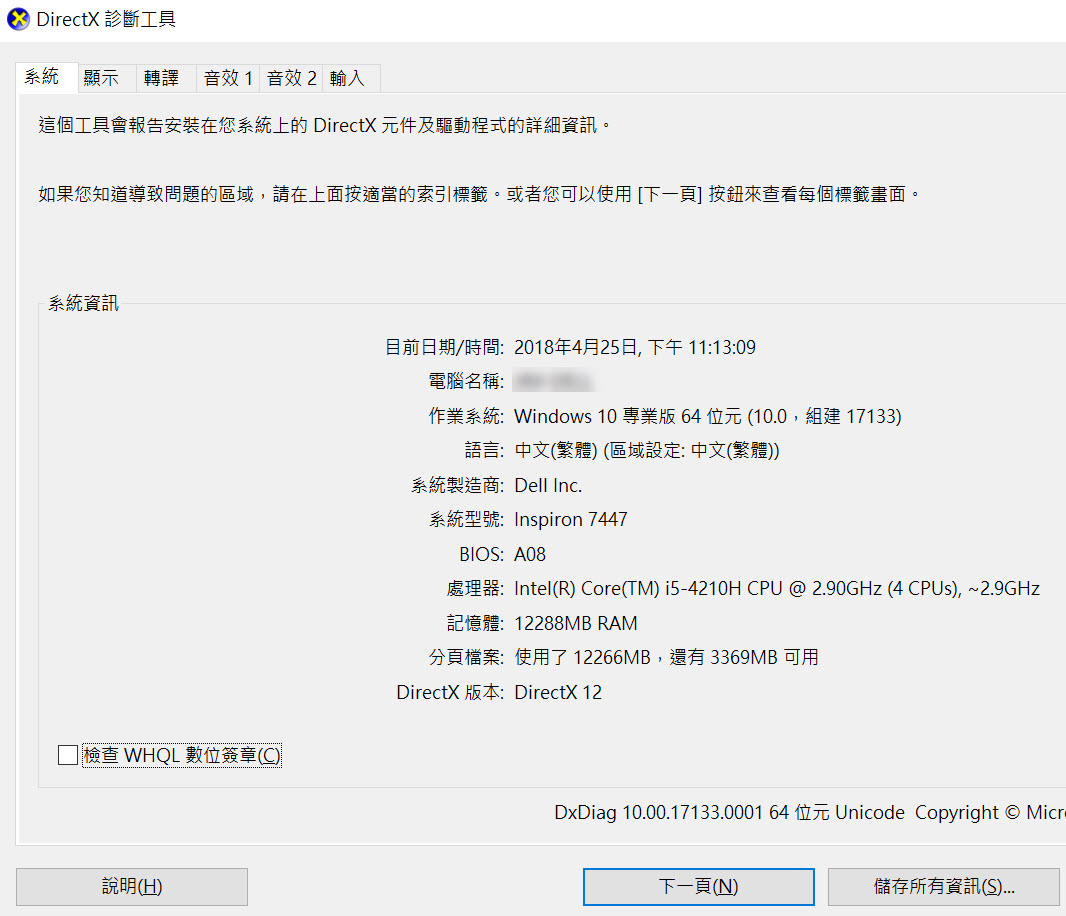 DirectX 診斷工具
系統 顯示 轉譯 音效 1 音效 2 輸入
這個工具會報告安裝在您系統上的 DirectX 元件及驅動程式的詳細資訊。
如果您知道導致問題的區域，請在上面按適當的索引標籤。或者您可以使用 [下一頁] 按鈕來查看每個標籤畫面。
系統資訊
目前日期/時間: 2018年4月25日, 下午 11:13:09
電腦名稱:
作業系統: Windows 10 專業版 64 位元 (10.0，組建 17133)
語言: 中文(繁體) (區域設定: 中文(繁體))
系統製造商: Dell Inc.
系統型號: Inspiron 7447
BIOS: A08
處理器: Intel(R) Core(TM) i5-4210H CPU @ 2.90GHz (4 CPUs), ~2.9GHz
記憶體: 12288MB RAM
分頁檔案: 使用了 12266MB，還有 3369MB 可用
DirectX 版本: DirectX 12
檢查 WHQL 數位簽章(C)
DxDiag 10.00.17133.0001 64 位元 Unicode Copyright © Micr
說明(H) 下一頁(N) 儲存所有資訊(S)...